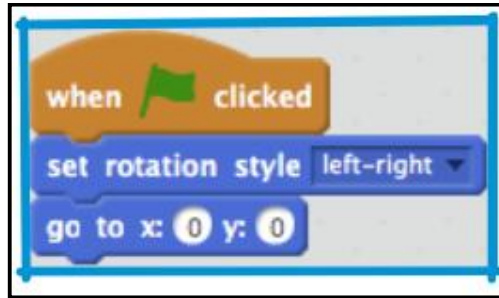 when clicked
set rotation style left-right
go to x: 0 y: 0